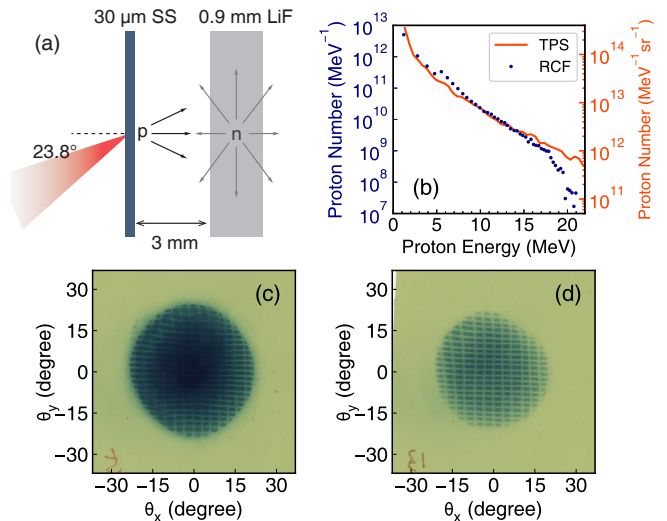 (a)
30 µm SS
0.9 mm LiF
p
n
23.8°
3 mm
Proton Number (MeV⁻¹)
10¹³
10¹²
10¹¹
10¹⁰
10⁹
10⁸
10⁷
TPS
RCF
(b)
0 5 10 15 20
Proton Energy (MeV)
10¹⁴
10¹³
10¹²
10¹¹
Proton Number (MeV⁻¹ sr⁻¹)
(c)
θy (degree)
30
15
0
−15
−30
−30 −15 0 15 30
θx (degree)
(d)
θy (degree)
30
15
0
−15
−30
13
−30 −15 0 15 30
θx (degree)